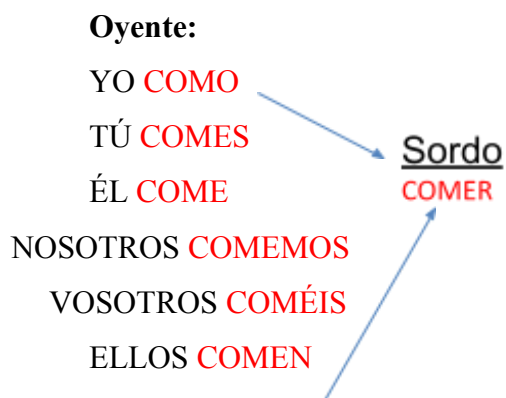 Oyente:
YO COMO
TÚ COMES
ÉL COME
NOSOTROS COMEMOS
VOSOTROS COMÉIS
ELLOS COMEN
Sordo
COMER